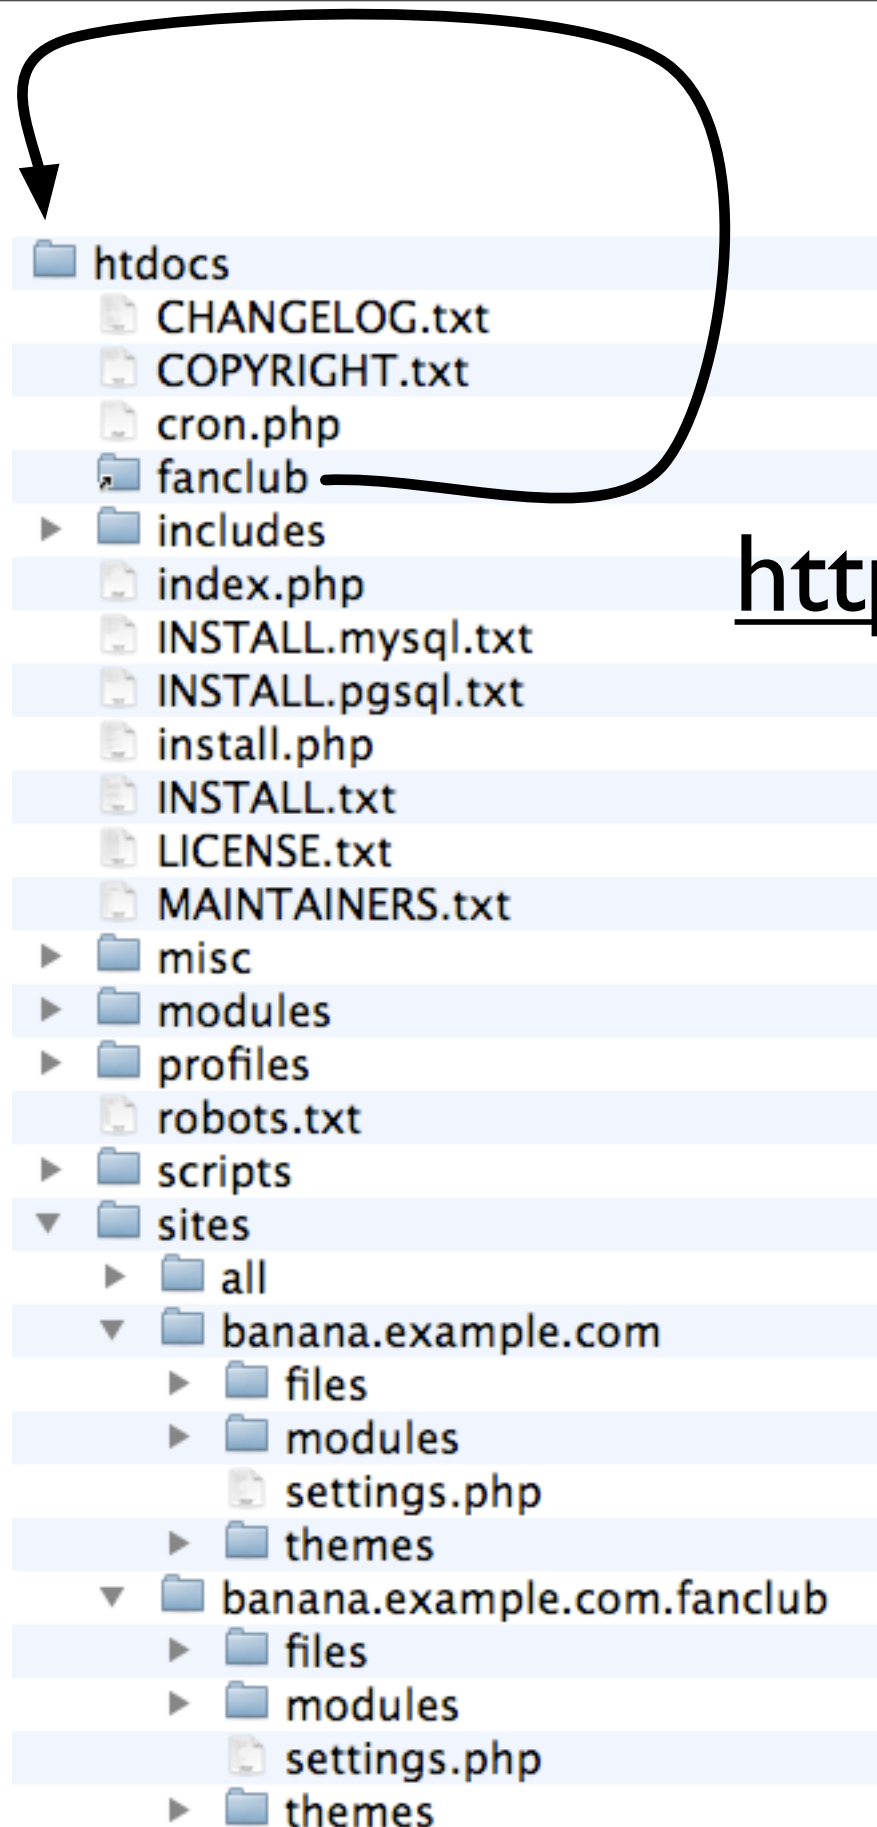 htdocs
CHANGELOG.txt
COPYRIGHT.txt
cron.php
fanclub
includes
index.php
http
INSTALL.mysql.txt
INSTALL.pgsql.txt
install.php
INSTALL.txt
LICENSE.txt
MAINTAINERS.txt
misc
modules
profiles
robots.txt
scripts
sites
all
banana.example.com
files
modules
settings.php
themes
banana.example.com.fanclub
files
modules
settings.php
themes